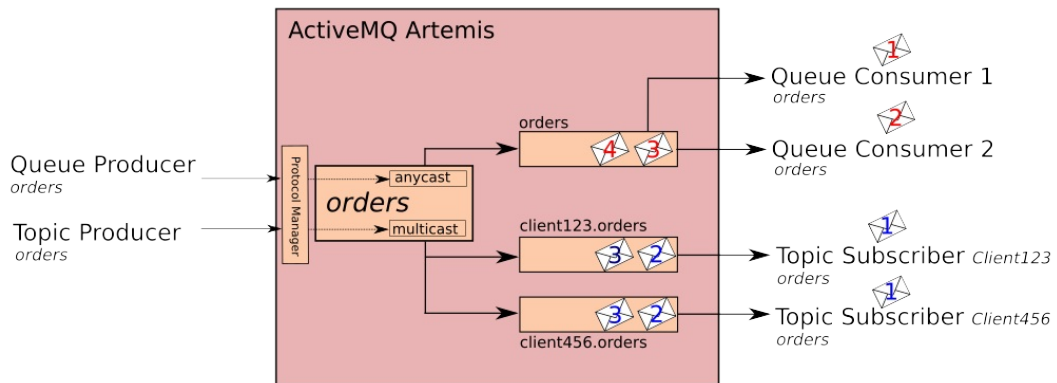 ActiveMQ Artemis
1
Queue Consumer 1
orders
orders
4 3
2
Queue Consumer 2
orders
Queue Producer
orders
Protocol Manager
anycast
orders
multicast
Topic Producer
orders
client123.orders
3 2
1
Topic Subscriber Client123
orders
3 2
client456.orders
1
Topic Subscriber Client456
orders